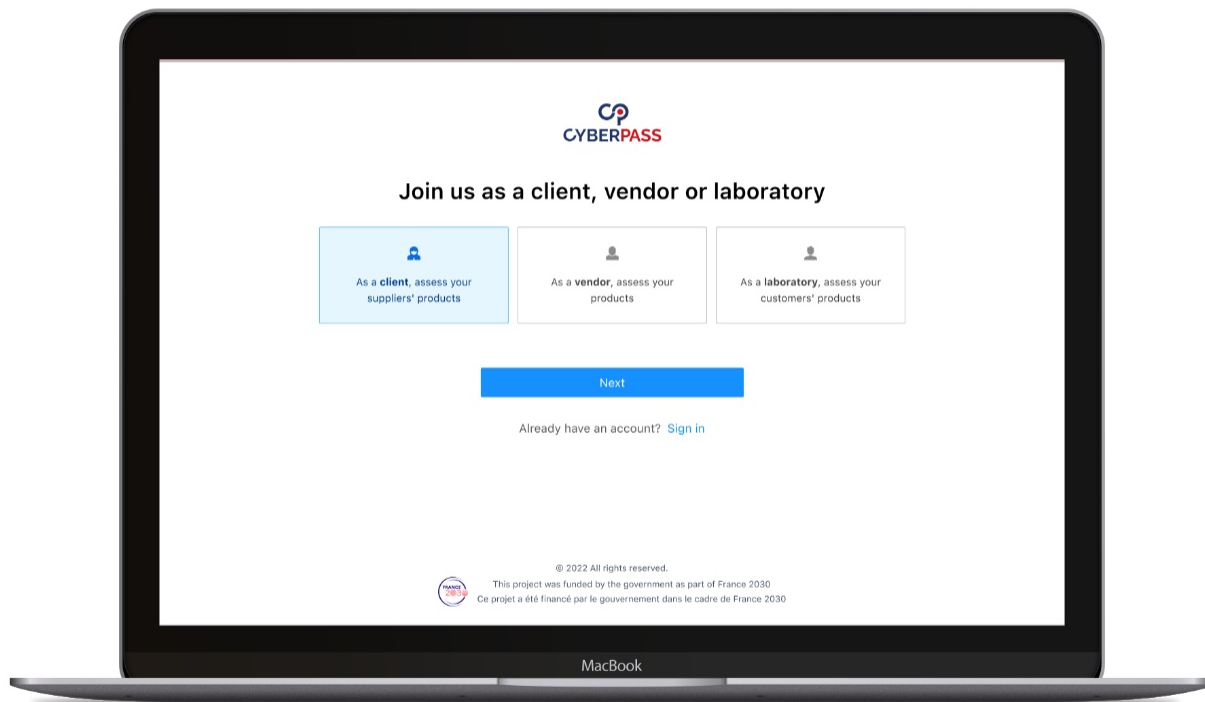 CYBERPASS
Join us as a client, vendor or laboratory
As a client, assess your
suppliers' products
As a vendor, assess your
products
As a laboratory, assess your
customers' products
Next
Already have an account? Sign in
© 2022 All rights reserved.
FRANCE
2030
This project was funded by the government as part of France 2030
Ce projet a été financé par le gouvernement dans le cadre de France 2030
MacBook